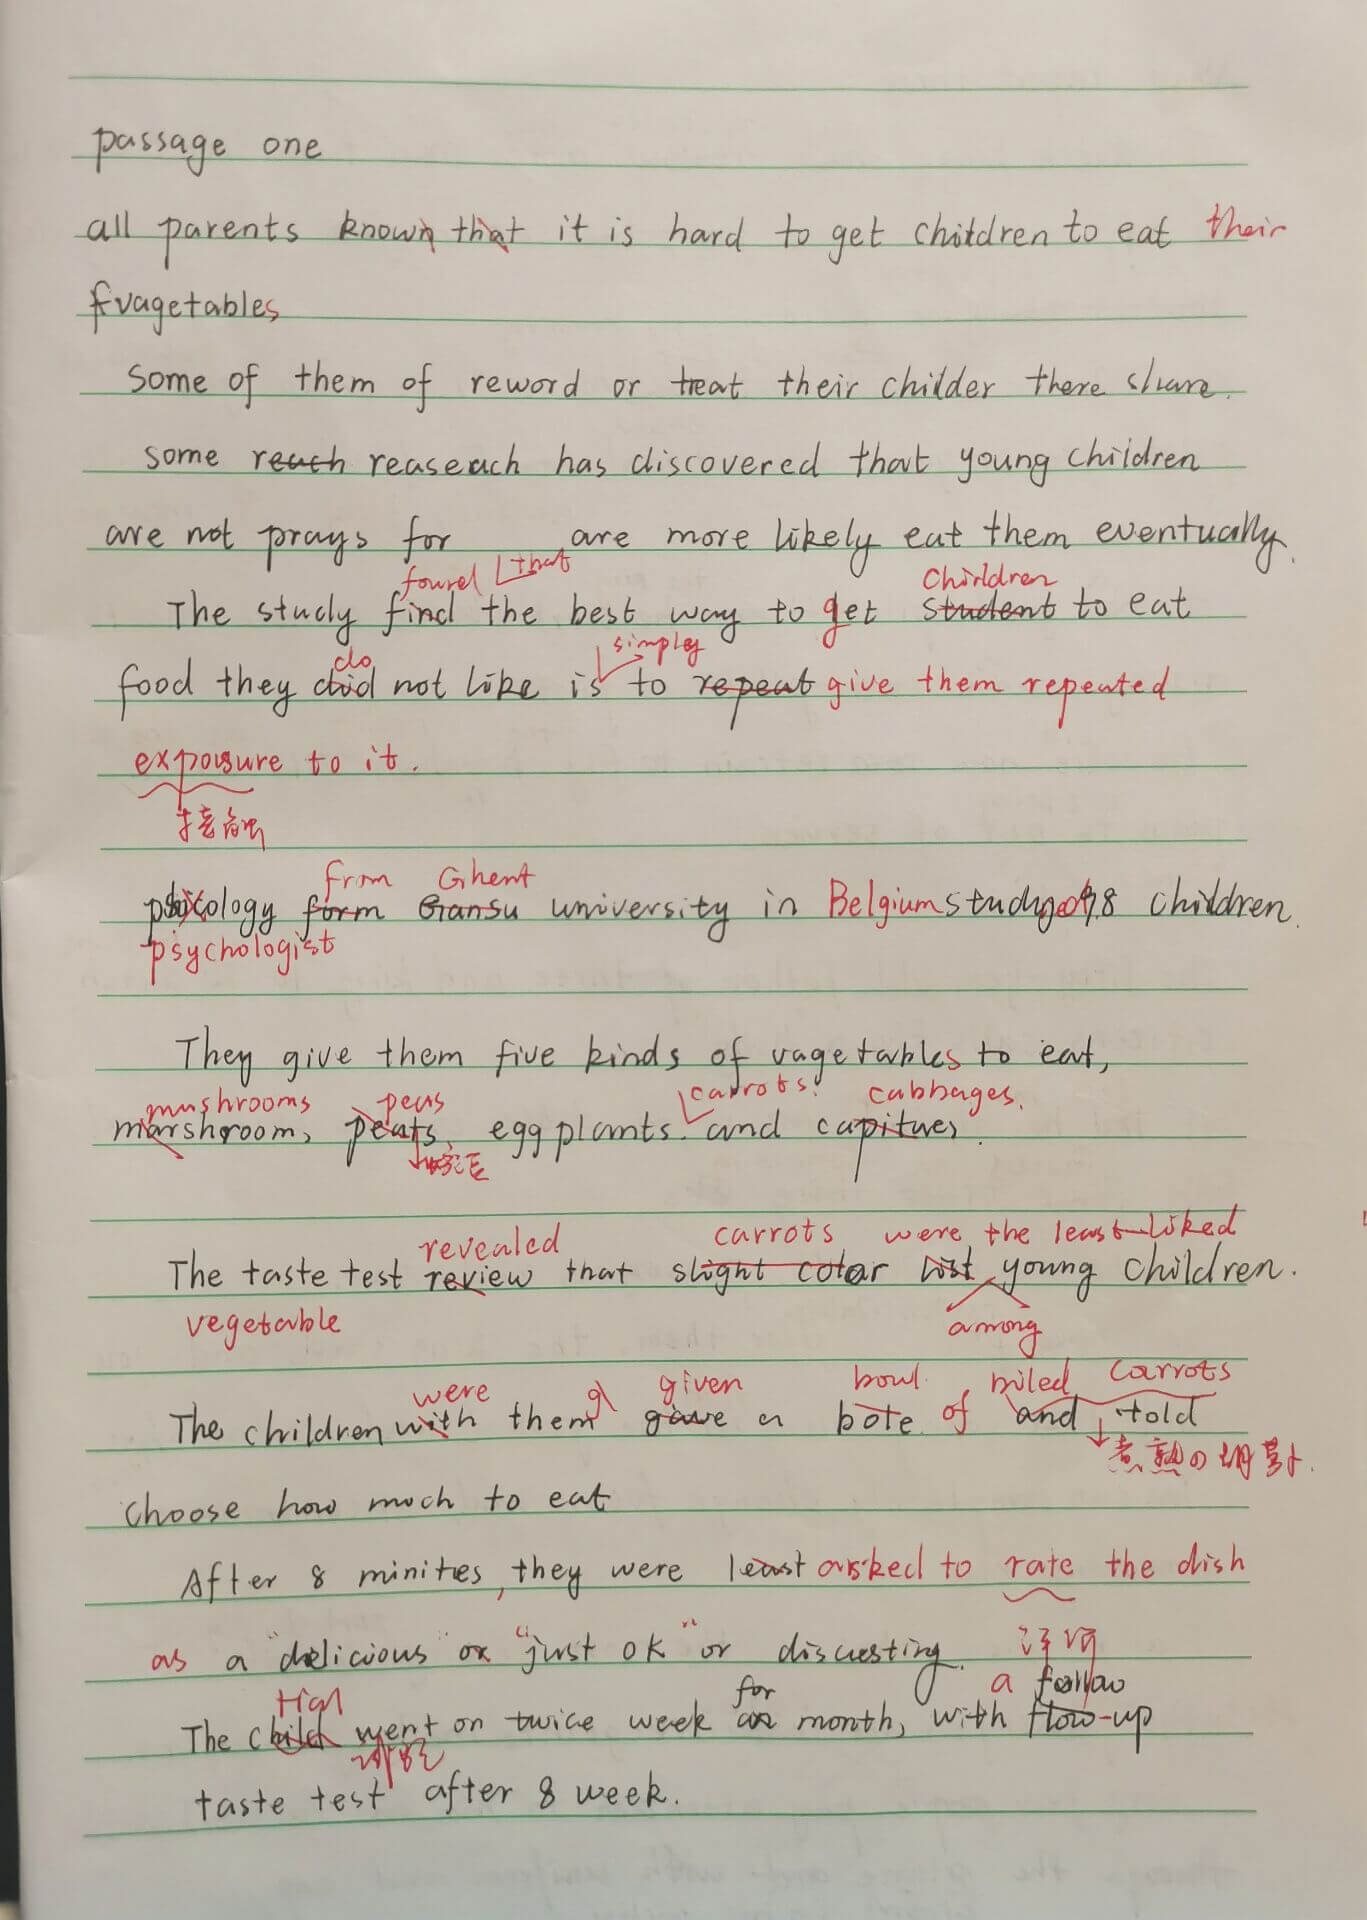 passage one
all parents known that it is hard to get children to eat their
vagetables
some of them of reword or treat their childer there share.
some reach reaseach has discovered that young children
are not prays for are more likely eat them eventually.
found that children
The study find the best way to get student to eat
do simply
food they did not like is to repeat give them repeated
exposure to it.
接触
from Ghent
psicology form Gansu university in Belgium study of 98 children.
psychologist
They give them five kinds of vagetables to eat,
mushrooms peas carrots. cabbages.
marshroom, peats, eggplants. and capitues.
豌豆
revealed carrots were the least liked
The taste test review that slight color list young children.
vegetable among
were given bowl boiled carrots
The children with them gave a bote of and told
煮熟の胡萝卜.
choose how much to eat
After 8 minites, they were least asked to rate the dish
as a "delicious" or "just ok" or discusting. 评价
Trial for a follow
The child went on twice week on month, with flow-up
taste test after 8 week.